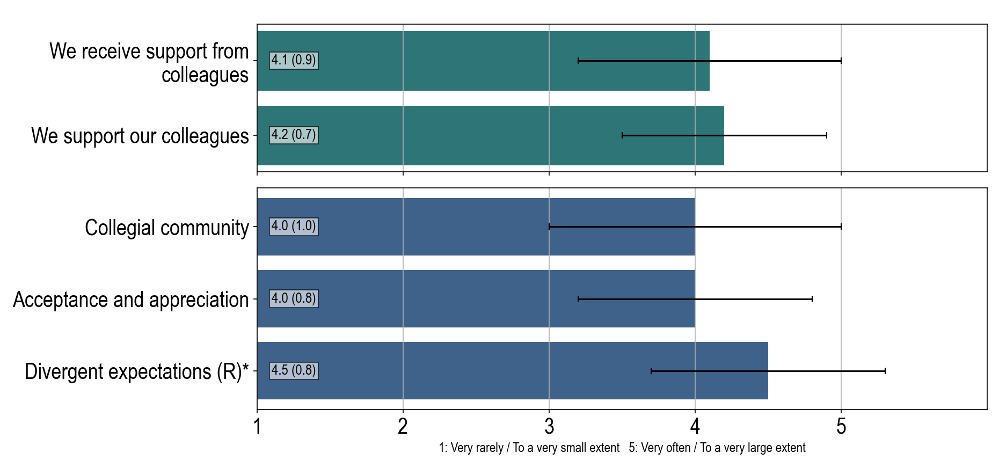 We receive support from
colleagues
4.1 (0.9)
We support our colleagues
4.2 (0.7)
Collegial community
4.0 (1.0)
Acceptance and appreciation
4.0 (0.8)
Divergent expectations (R)*
4.5 (0.8)
1 2 3 4 5
1: Very rarely / To a very small extent 5: Very often / To a very large extent